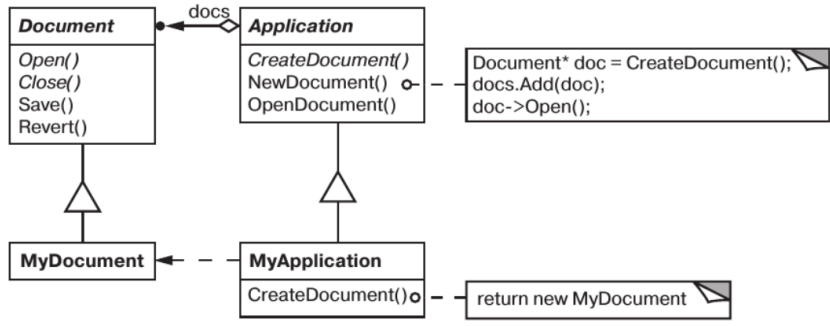 docs
Document
Open()
Close()
Save()
Revert()
Application
CreateDocument()
NewDocument()
OpenDocument()
Document* doc = CreateDocument();
docs.Add(doc);
doc->Open();
MyDocument
MyApplication
CreateDocument()
return new MyDocument